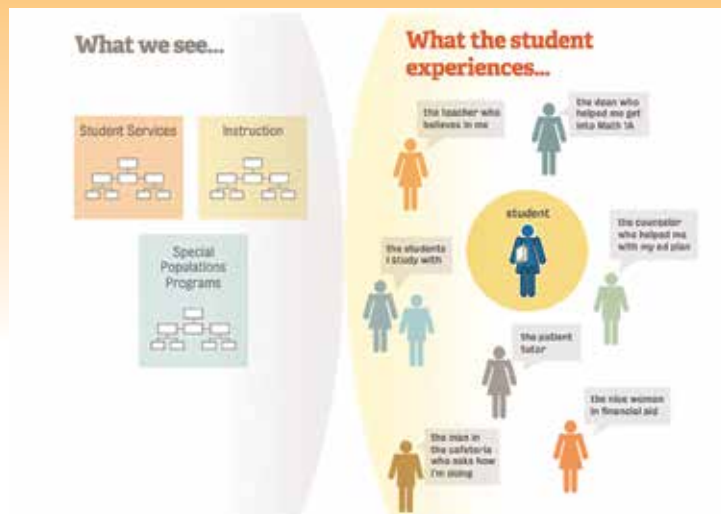 What we see...
Student Services
Instruction
Special
Populations
Programs
What the student
experiences...
the teacher who
believes in me
the dean who
helped me get
into Math 1A
student
the counselor
who helped me
with my ed plan
the students
I study with
the patient
tutor
the nice woman
in financial aid
the man in
the cafeteria
who asks how
I'm doing